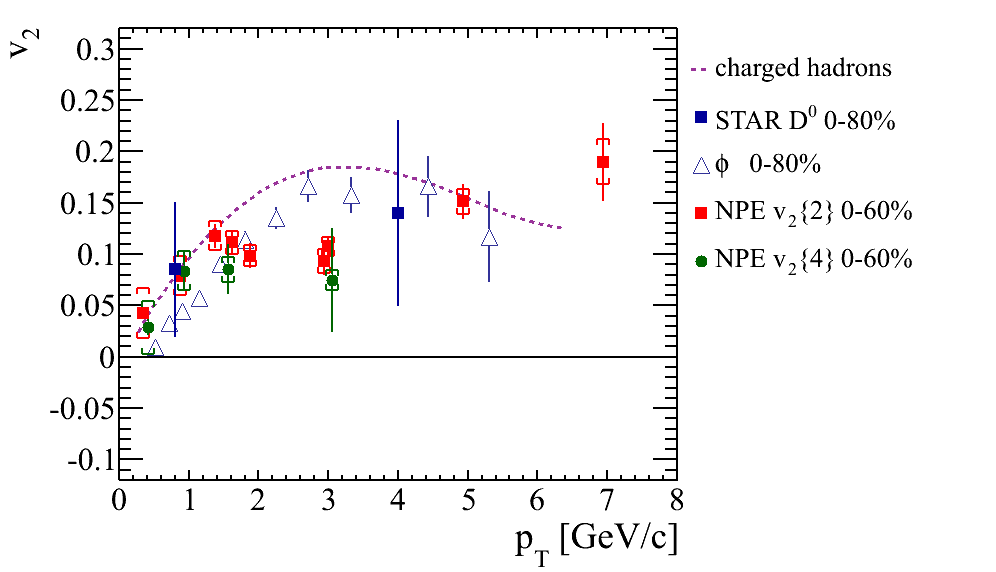 v₂
0.3
0.25
0.2
0.15
0.1
0.05
0
-0.05
-0.1
0 1 2 3 4 5 6 7 8
p_T [GeV/c]
charged hadrons
STAR D⁰ 0-80%
ϕ 0-80%
NPE v₂{2} 0-60%
NPE v₂{4} 0-60%